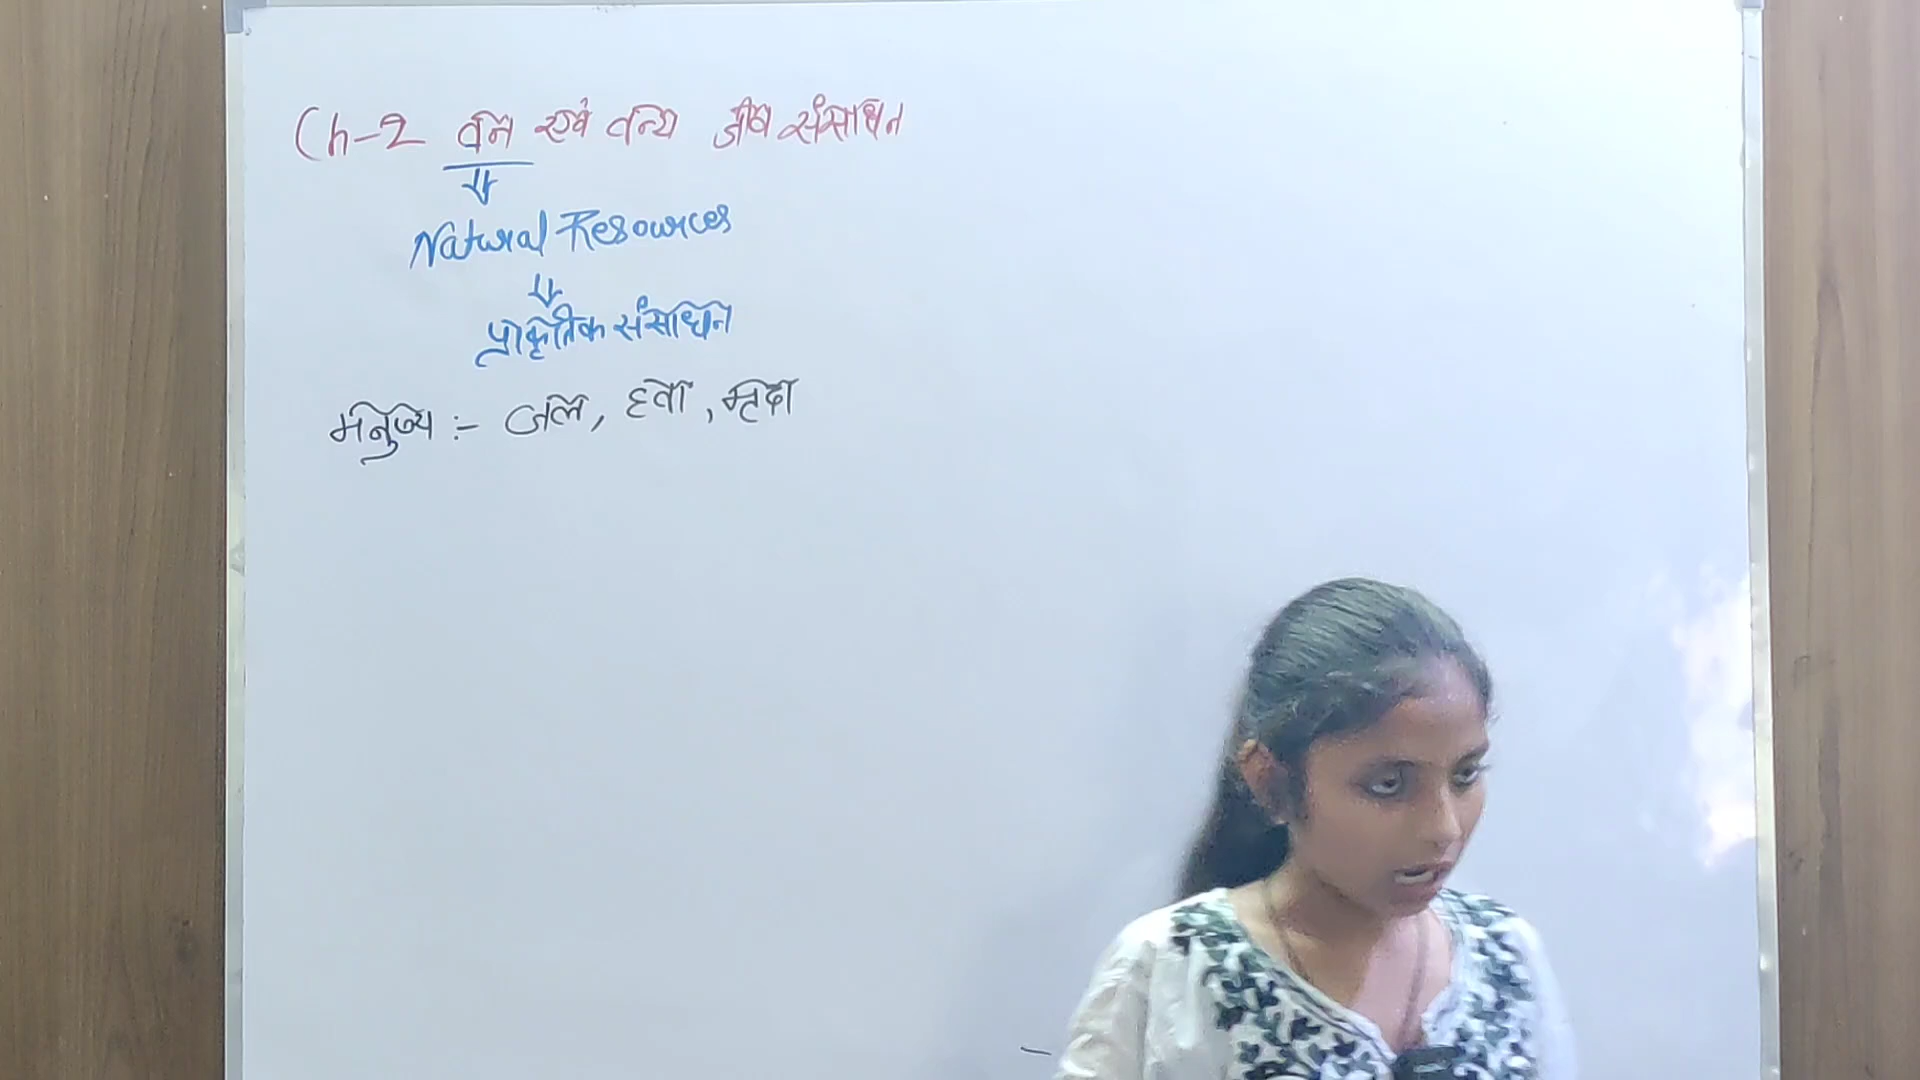 Ch-2 वन एवं वन्य जीव संसाधन
Natural Resources
प्राकृतिक संसाधन
मनुष्य :- जल, हवा, मृदा